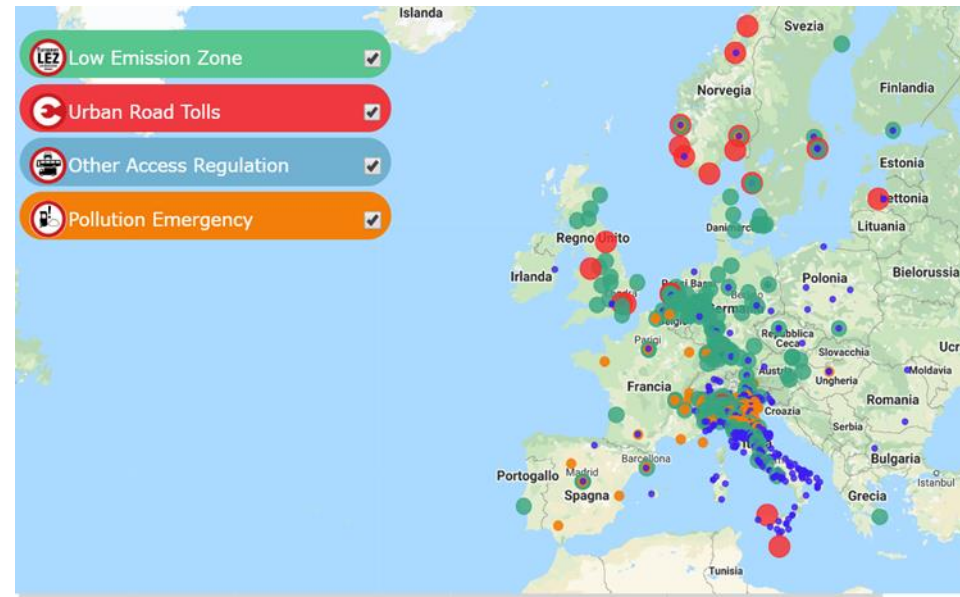 Islanda
Svezia
LEZ
Low Emission Zone
Norvegia
Finlandia
Urban Road Tolls
Other Access Regulation
Estonia
Pollution Emergency
Lituania
Regno Unito
Irlanda
Polonia
Bielorussia
Parigi
Repubblica
Ceca
Slovacchia
Ucr
Moldavia
Ungheria
Francia
Romania
Croazia
Serbia
Barcellona
Bulgaria
Portogallo
Madrid
Istanbul
Spagna
Grecia
Tunisia